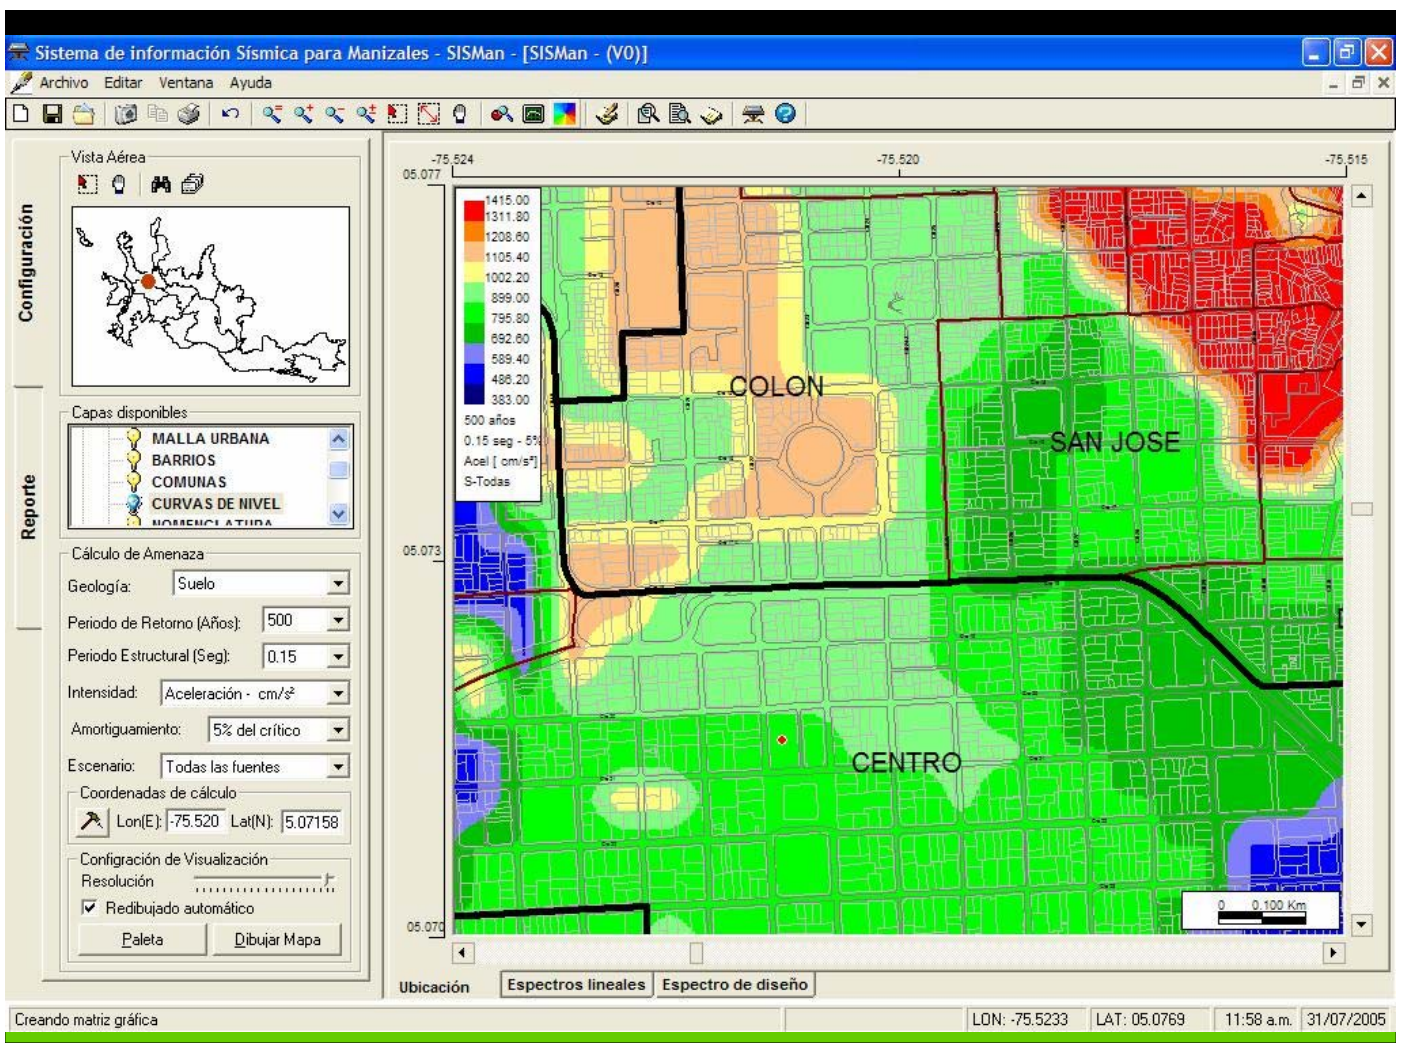 Sistema de información Sísmica para Manizales - SISMan - [SISMan - (V0)]
Archivo Editar Ventana Ayuda
Configuración
Reporte
Vista Aérea
Capas disponibles
MALLA URBANA
BARRIOS
COMUNAS
CURVAS DE NIVEL
NOMENCLATURA
Cálculo de Amenaza
Geología: Suelo
Periodo de Retorno (Años): 500
Periodo Estructural (Seg): 0.15
Intensidad: Aceleración - cm/s²
Amortiguamiento: 5% del crítico
Escenario: Todas las fuentes
Coordenadas de cálculo
Lon(E): -75.520 Lat(N): 5.07158
Configración de Visualización
Resolución
Redibujado automático
Paleta Dibujar Mapa
-75.524 -75.520 -75.515
05.077
05.073
05.070
1415.00
1311.80
1208.60
1105.40
1002.20
899.00
795.80
692.60
589.40
486.20
383.00
500 años
0.15 seg - 5%
Acel [ cm/s²]
S-Todas
COLON
SAN JOSE
CENTRO
0 0.100 Km
Ubicación Espectros lineales Espectro de diseño
Creando matriz gráfica LON: -75.5233 LAT: 05.0769 11:58 a.m. 31/07/2005